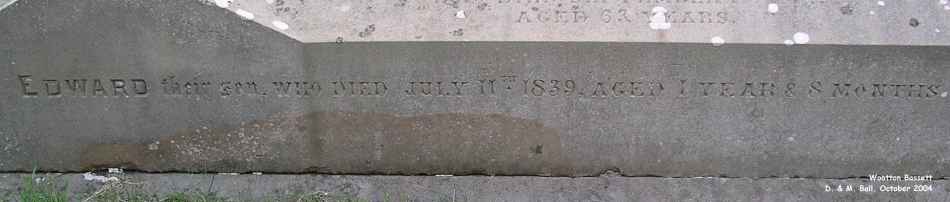 AGED 63 YEARS.
EDWARD their son, WHO DIED JULY 11TH 1839, AGED 1 YEAR & 8 MONTHS.
Wootton Bassett
D. & M. Ball, October 2004